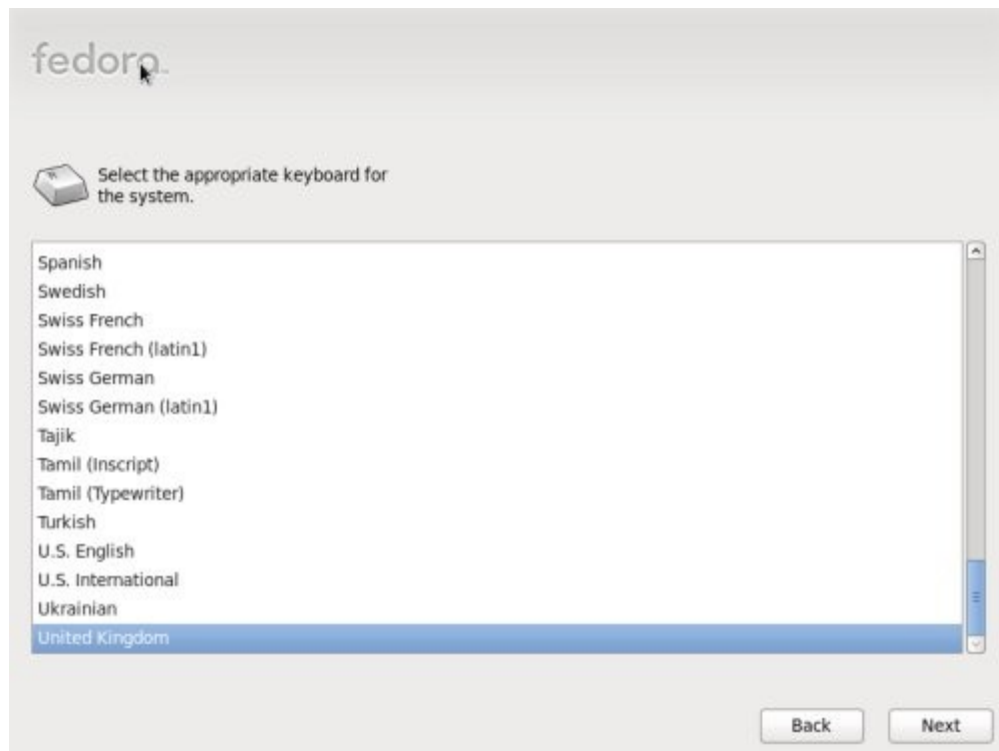 fedora™
Select the appropriate keyboard for
the system.
Spanish
Swedish
Swiss French
Swiss French (latin1)
Swiss German
Swiss German (latin1)
Tajik
Tamil (Inscript)
Tamil (Typewriter)
Turkish
U.S. English
U.S. International
Ukrainian
United Kingdom
Back
Next